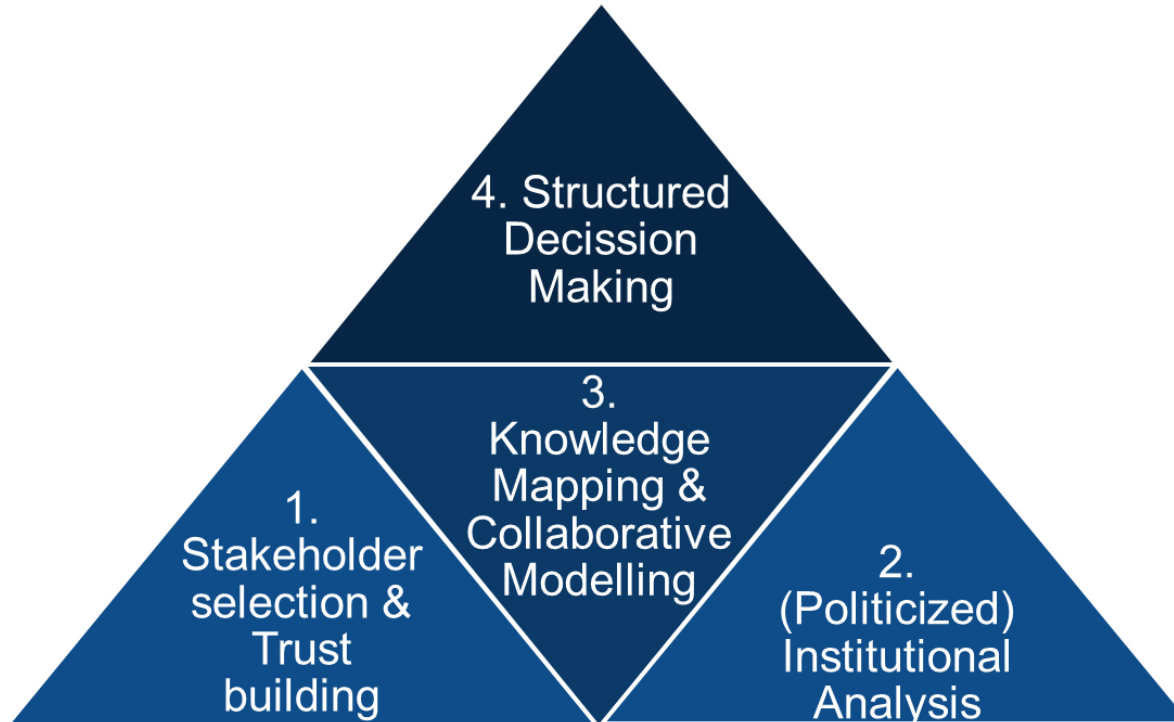 4. Structured
Decission
Making
3.
Knowledge
Mapping &
Collaborative
Modelling
1.
Stakeholder
selection &
Trust
building
2.
(Politicized)
Institutional
Analysis